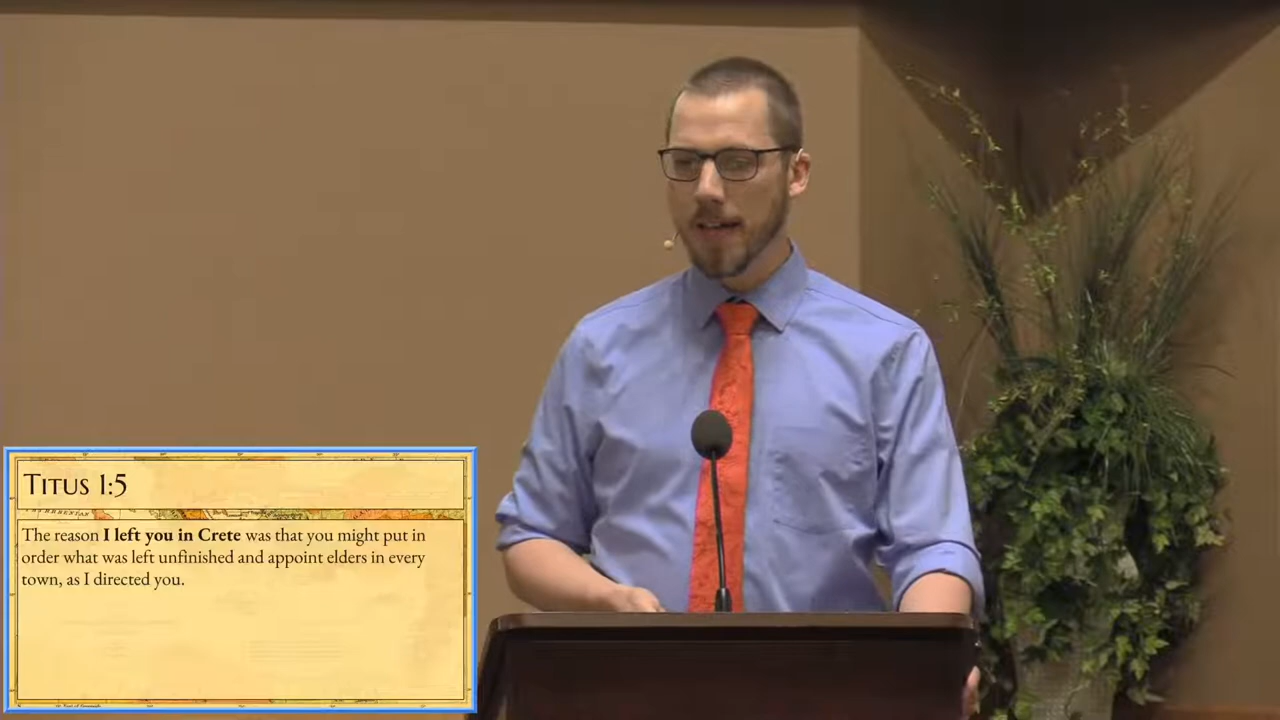 Titus 1:5
The reason I left you in Crete was that you might put in
order what was left unfinished and appoint elders in every
town, as I directed you.